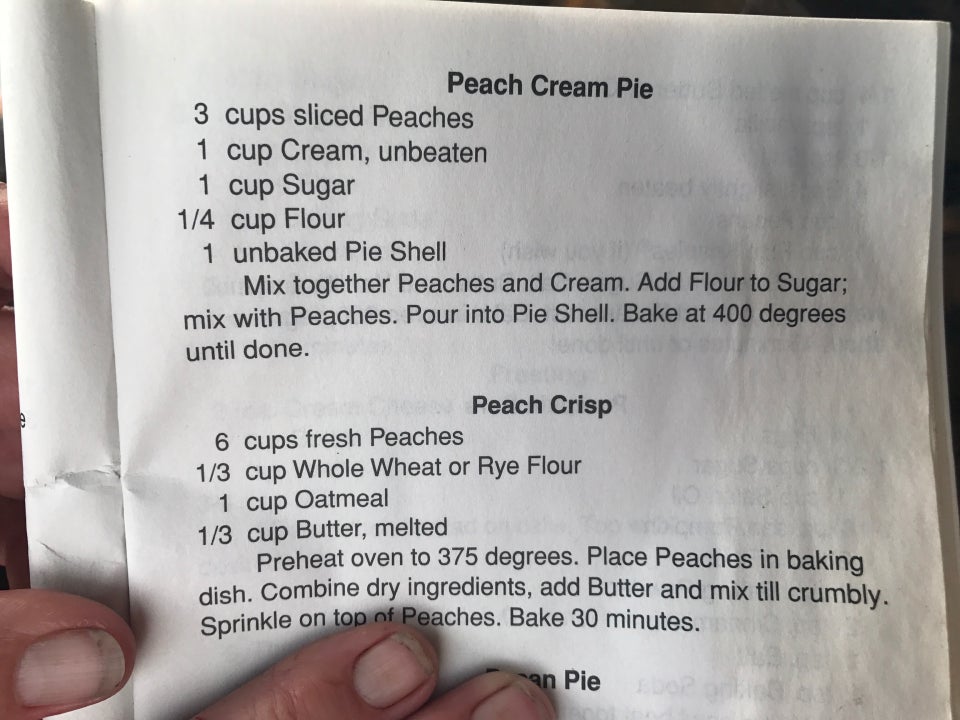 Peach Cream Pie
3 cups sliced Peaches
1 cup Cream, unbeaten
1 cup Sugar
1/4 cup Flour
1 unbaked Pie Shell
Mix together Peaches and Cream. Add Flour to Sugar;
mix with Peaches. Pour into Pie Shell. Bake at 400 degrees
until done.
Peach Crisp
6 cups fresh Peaches
1/3 cup Whole Wheat or Rye Flour
1 cup Oatmeal
1/3 cup Butter, melted
Preheat oven to 375 degrees. Place Peaches in baking
dish. Combine dry ingredients, add Butter and mix till crumbly.
Sprinkle on top of Peaches. Bake 30 minutes.
Pie